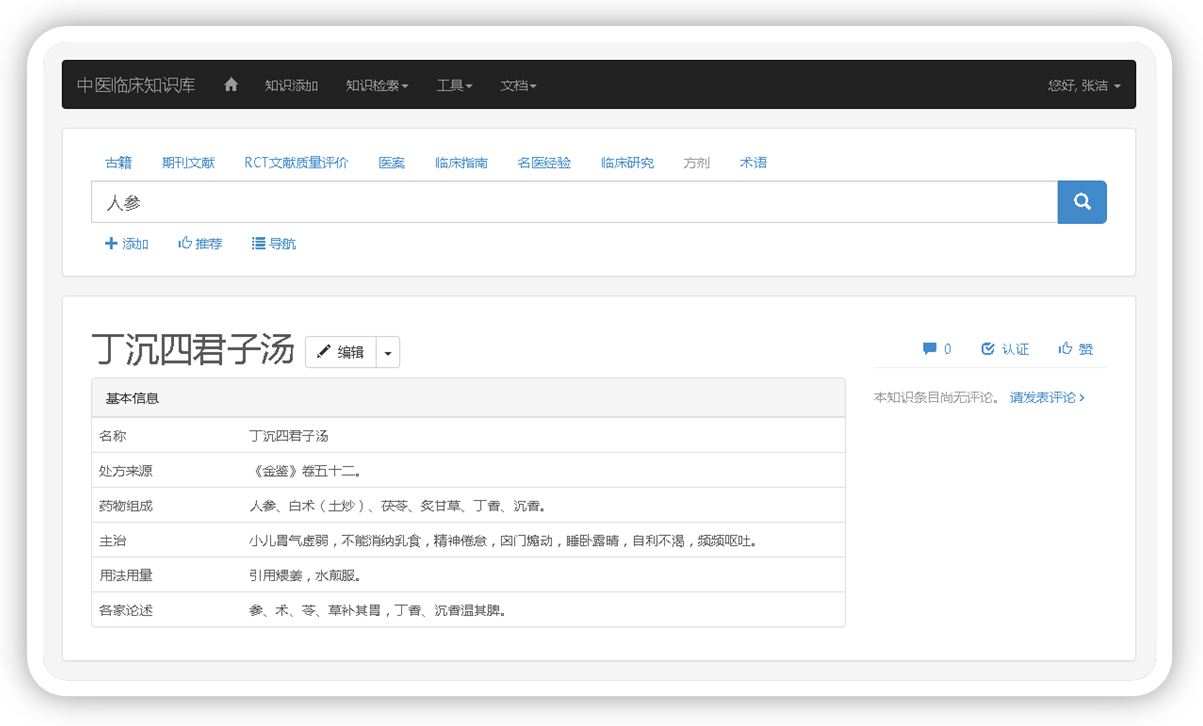 中医临床知识库 知识添加 知识检索 工具 文档 您好, 张洁
古籍 期刊文献 RCT文献质量评价 医案 临床指南 名医经验 临床研究 方剂 术语
人参
添加 推荐 导航
丁沉四君子汤 编辑 0 认证 赞
基本信息 本知识条目尚无评论。 请发表评论
名称 丁沉四君子汤
处方来源 《金鉴》卷五十二。
药物组成 人参、白术（土炒）、茯苓、炙甘草、丁香、沉香。
主治 小儿胃气虚弱，不能消纳乳食，精神倦怠，囟门煽动，睡卧露睛，自利不渴，频频呕吐。
用法用量 引用煨姜，水煎服。
各家论述 参、术、苓、草补其胃，丁香、沉香温其脾。